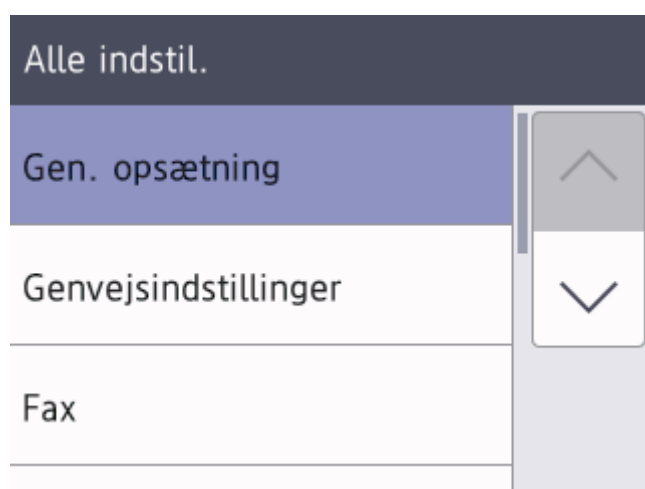 Alle indstil.
Gen. opsætning
Genvejsindstillinger
Fax